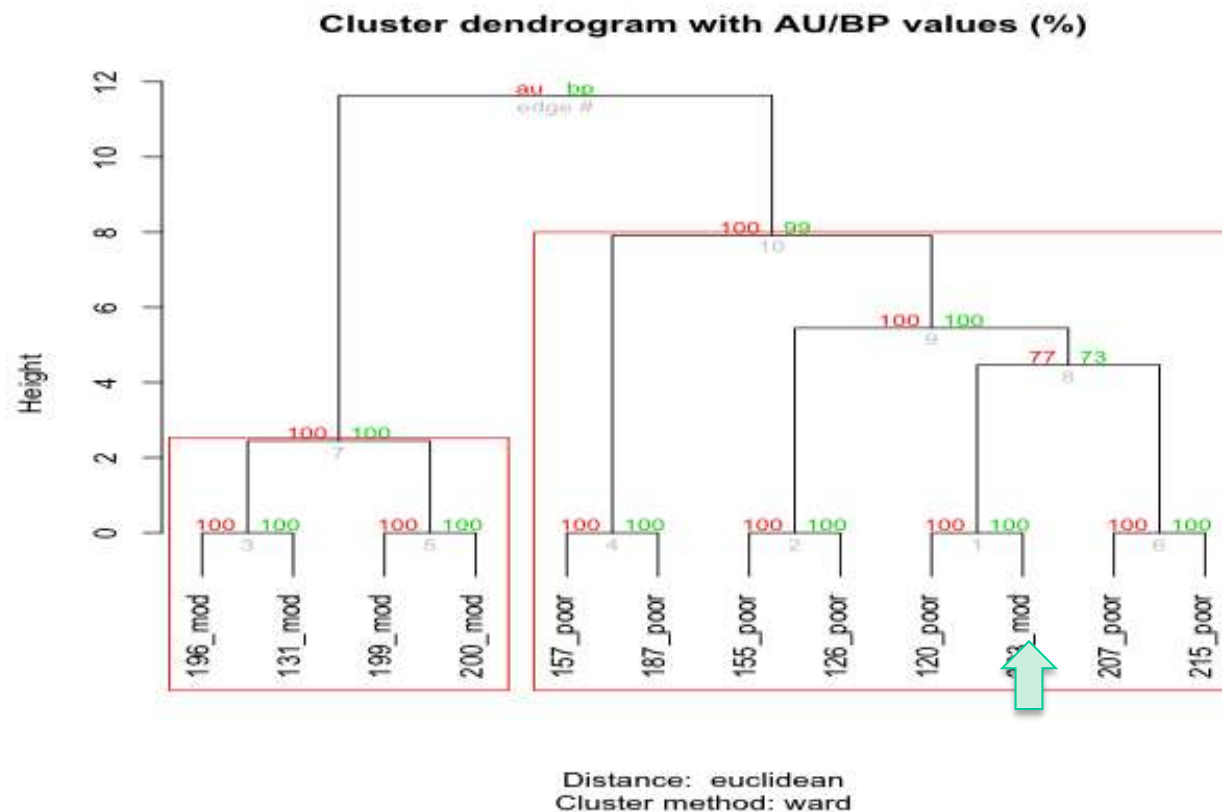 Cluster dendrogram with AU/BP values (%)
12
au bp
edge #
10
8
100 99
10
6
100 100
9
77 73
8
Height
4
100 100
7
2
0
100 100
3
100 100
5
100 100
4
100 100
2
100 100
1
100 100
6
196_mod
131_mod
199_mod
200_mod
157_poor
187_poor
155_poor
126_poor
120_poor
207_poor
215_poor
Distance: euclidean
Cluster method: ward